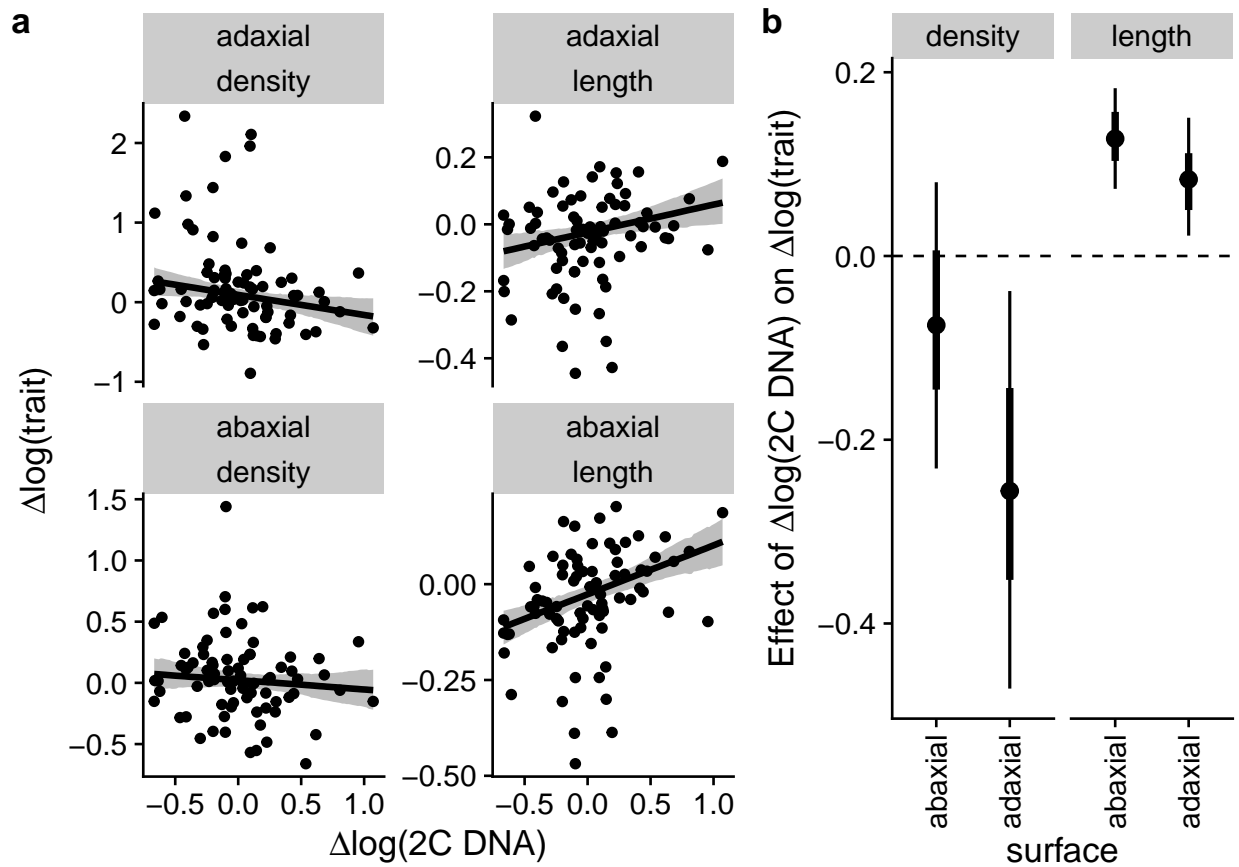 a
adaxial
density
adaxial
length
2
1
0
−1
0.2
0.0
−0.2
−0.4
abaxial
density
abaxial
length
1.5
1.0
0.5
0.0
−0.5
0.00
−0.25
−0.50
−0.5 0.0 0.5 1.0
−0.5 0.0 0.5 1.0
Δlog(trait)
Δlog(2C DNA)
b
density
length
0.2
0.0
−0.2
−0.4
Effect of Δlog(2C DNA) on Δlog(trait)
abaxial
adaxial
abaxial
adaxial
surface